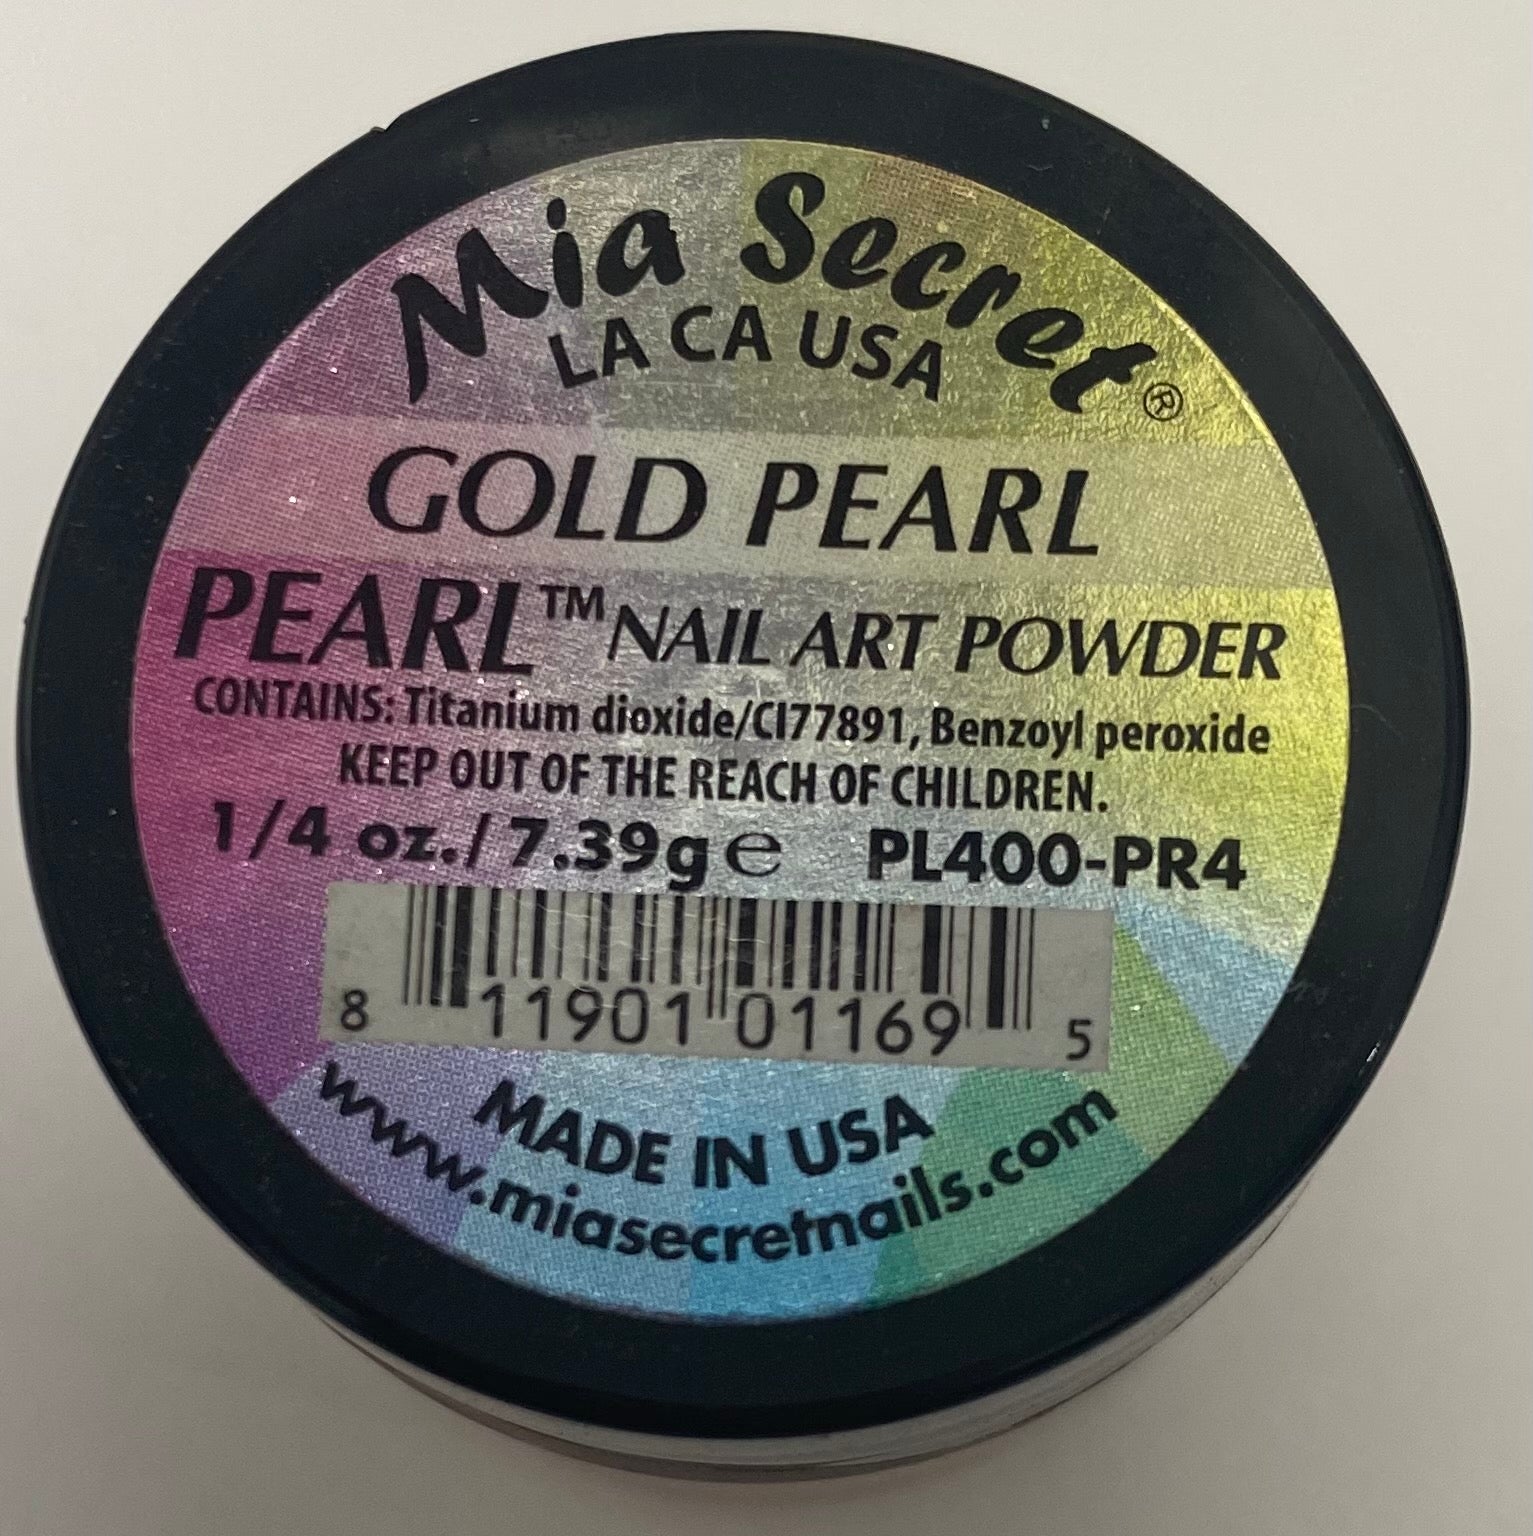 Mia Secret®
LA CA USA
GOLD PEARL
PEARL™ NAIL ART POWDER
CONTAINS: Titanium dioxide/CI77891, Benzoyl peroxide
KEEP OUT OF THE REACH OF CHILDREN.
1/4 oz./ 7.39g ℮ PL400-PR4
8 11901 01169 5
MADE IN USA
www.miasecretnails.com